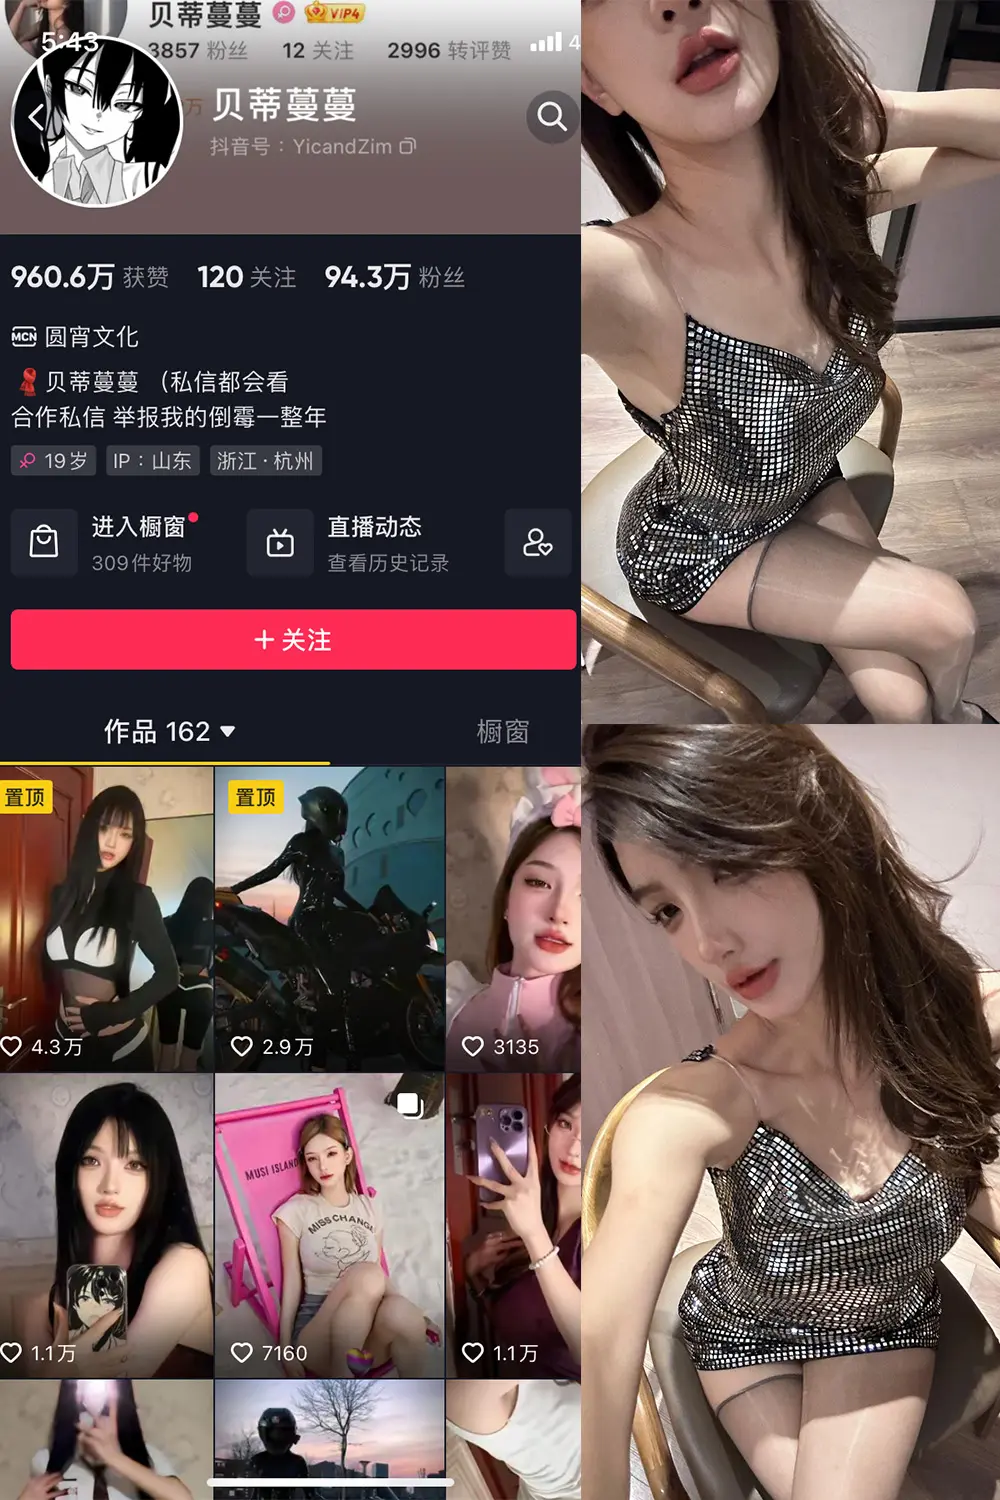 贝蒂蔓蔓 VIP4
5:43
3857 粉丝 12 关注 2996 转评赞
4
万
贝蒂蔓蔓
抖音号：YicandZim
960.6万 获赞 120 关注 94.3万 粉丝
MCN 圆宵文化
贝蒂蔓蔓 （私信都会看
合作私信 举报我的倒霉一整年
19岁 IP：山东 浙江·杭州
进入橱窗 直播动态
309件好物 查看历史记录
+ 关注
作品 162 橱窗
置顶 置顶
4.3万 2.9万 3135
MUSI ISLAND
MISS CHANG
1.1万 7160 1.1万